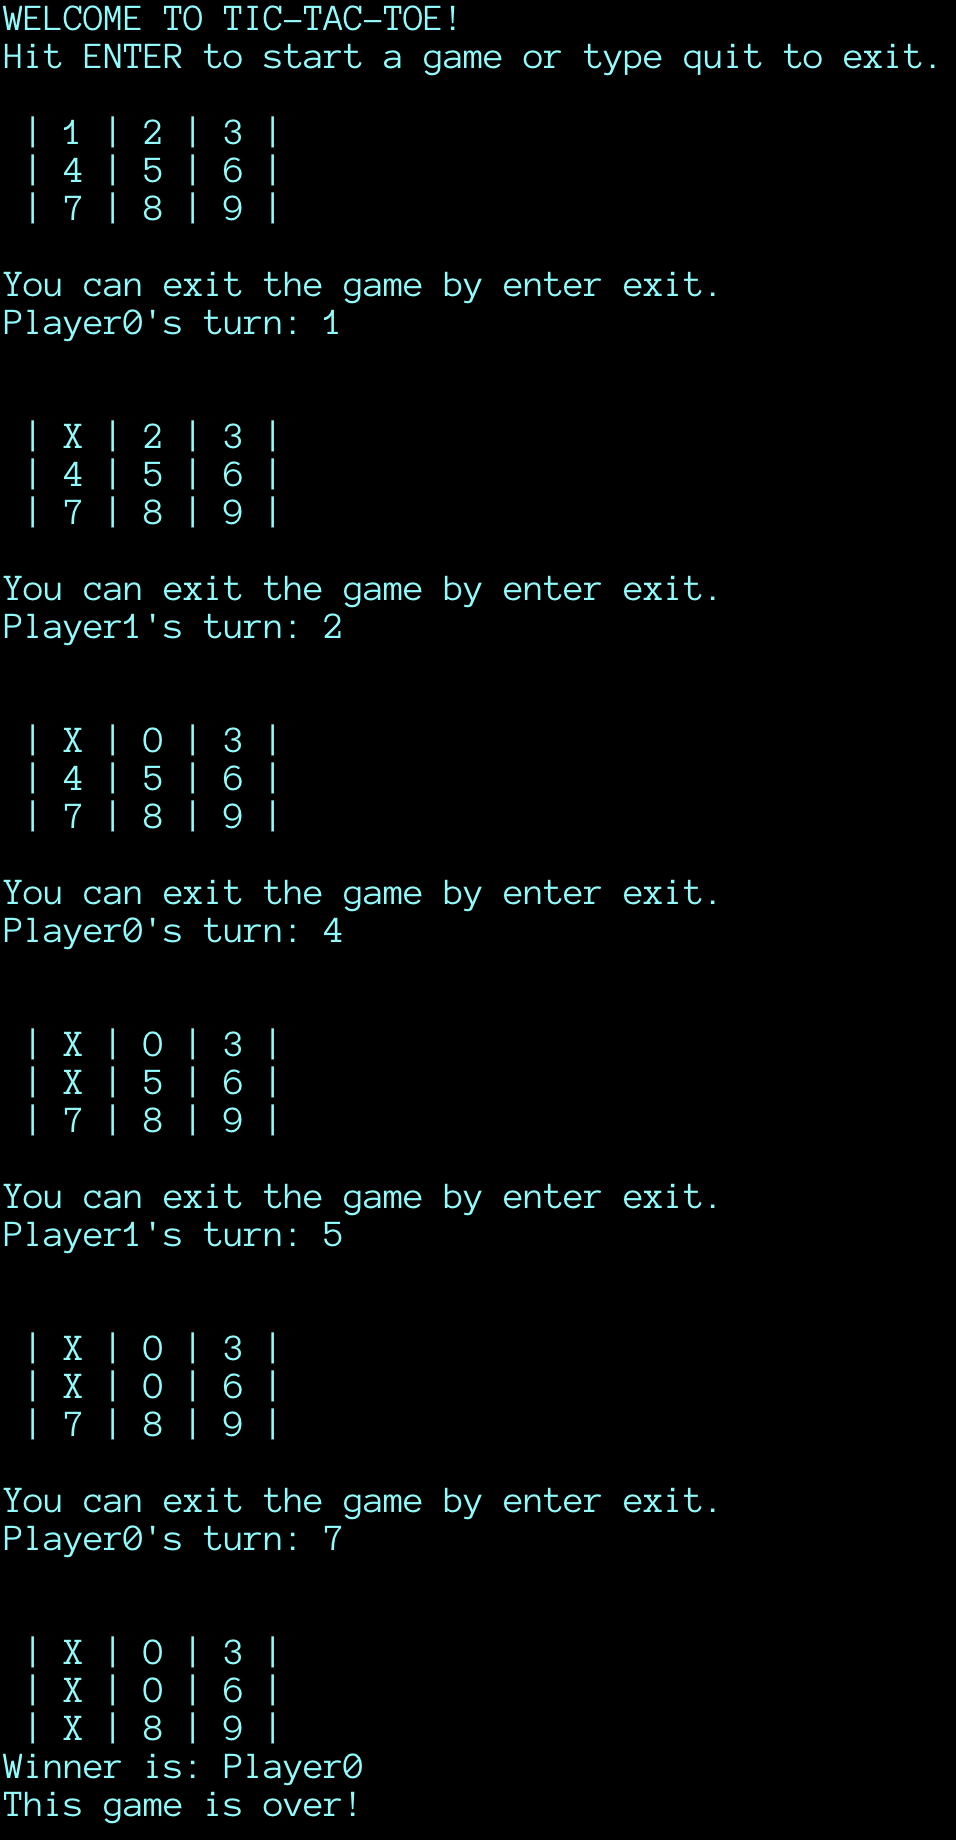 WELCOME TO TIC-TAC-TOE!
Hit ENTER to start a game or type quit to exit.
| 1 | 2 | 3 |
| 4 | 5 | 6 |
| 7 | 8 | 9 |
You can exit the game by enter exit.
Player0's turn: 1
| X | 2 | 3 |
| 4 | 5 | 6 |
| 7 | 8 | 9 |
You can exit the game by enter exit.
Player1's turn: 2
| X | O | 3 |
| 4 | 5 | 6 |
| 7 | 8 | 9 |
You can exit the game by enter exit.
Player0's turn: 4
| X | O | 3 |
| X | 5 | 6 |
| 7 | 8 | 9 |
You can exit the game by enter exit.
Player1's turn: 5
| X | O | 3 |
| X | O | 6 |
| 7 | 8 | 9 |
You can exit the game by enter exit.
Player0's turn: 7
| X | O | 3 |
| X | O | 6 |
| X | 8 | 9 |
Winner is: Player0
This game is over!